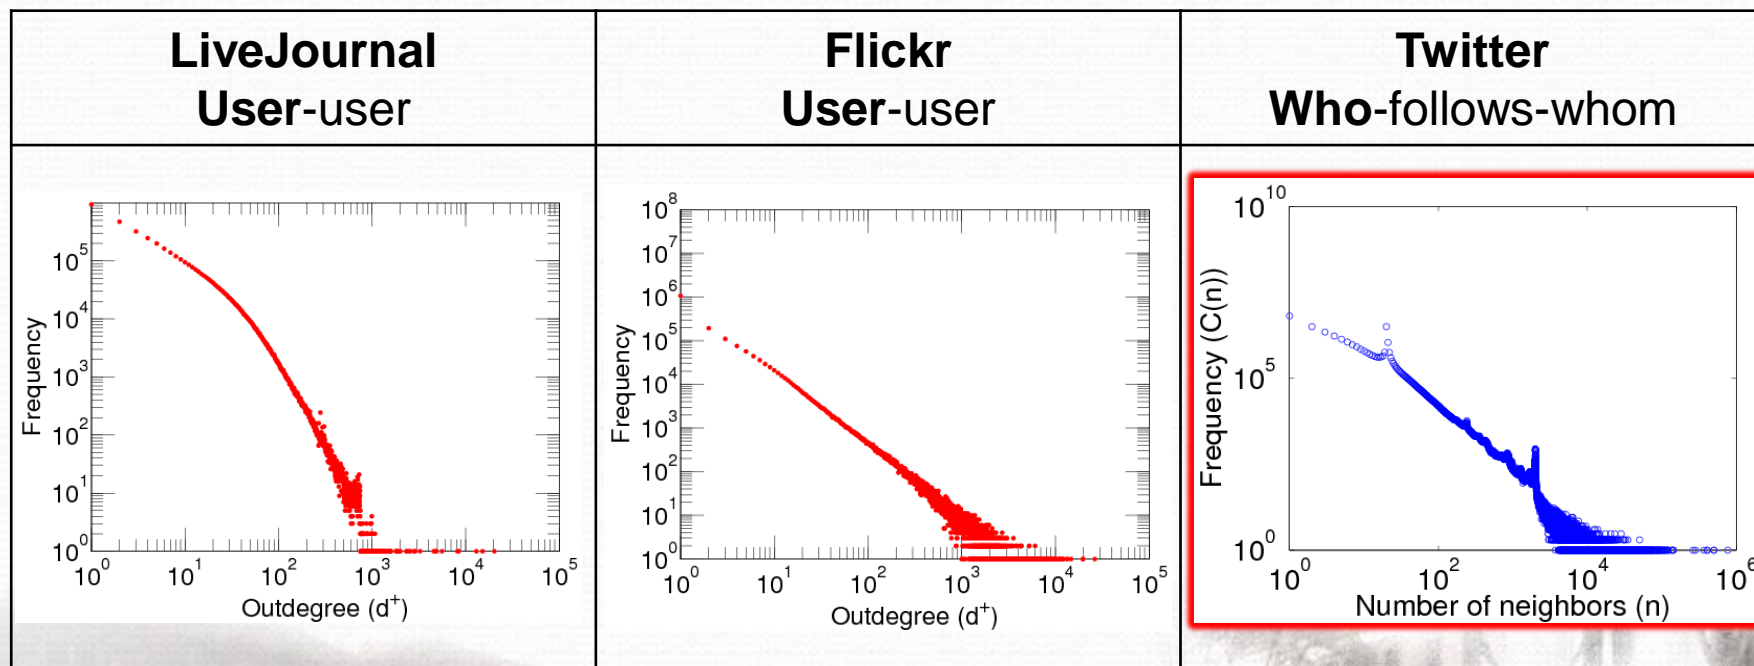 LiveJournal
User-user
Flickr
User-user
Twitter
Who-follows-whom
Frequency
10^5
10^4
10^3
10^2
10^1
10^0
10^0 10^1 10^2 10^3 10^4 10^5
Outdegree (d^+)
Frequency
10^8
10^7
10^6
10^5
10^4
10^3
10^2
10^1
10^0
10^0 10^1 10^2 10^3 10^4 10^5
Outdegree (d^+)
Frequency (C(n))
10^10
10^5
10^0
10^0 10^2 10^4 10^6
Number of neighbors (n)